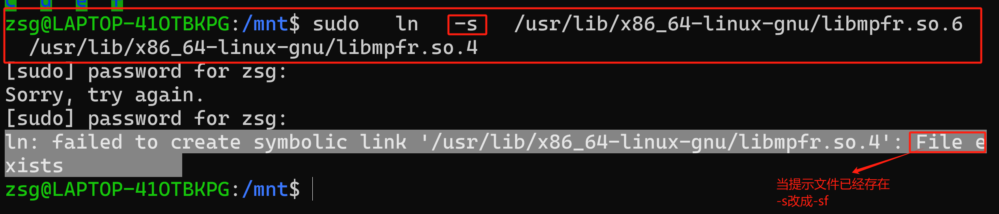 c d e f
zsg@LAPTOP-41OTBKPG:/mnt$ sudo ln -s /usr/lib/x86_64-linux-gnu/libmpfr.so.6
/usr/lib/x86_64-linux-gnu/libmpfr.so.4
[sudo] password for zsg:
Sorry, try again.
[sudo] password for zsg:
ln: failed to create symbolic link '/usr/lib/x86_64-linux-gnu/libmpfr.so.4': File e
xists
zsg@LAPTOP-41OTBKPG:/mnt$
当提示文件已经存在
-s改成-sf